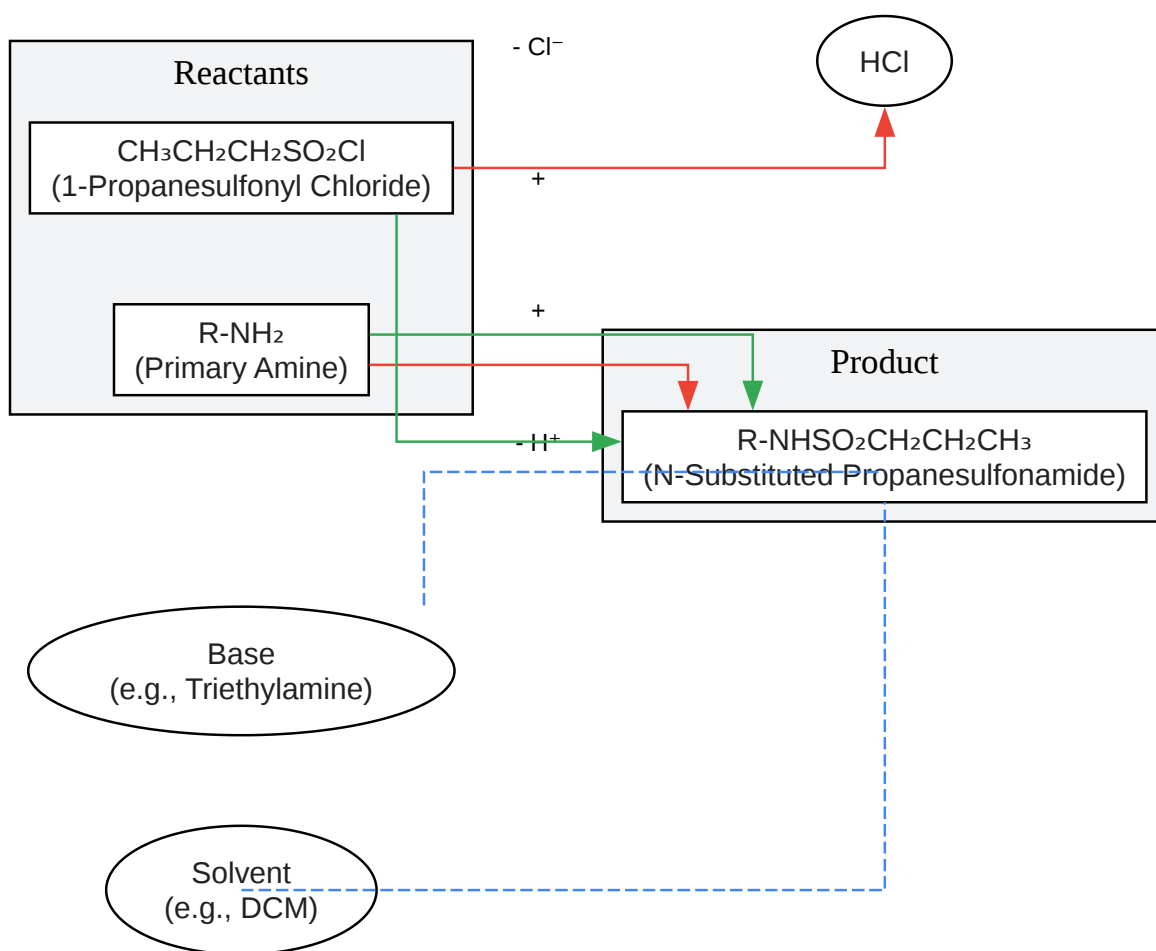 - Cl⁻
HCl
Reactants
CH₃CH₂CH₂SO₂Cl
(1-Propanesulfonyl Chloride)
+
+
R-NH₂
(Primary Amine)
Product
- H⁺
R-NHSO₂CH₂CH₂CH₃
(N-Substituted Propanesulfonamide)
Base
(e.g., Triethylamine)
Solvent
(e.g., DCM)